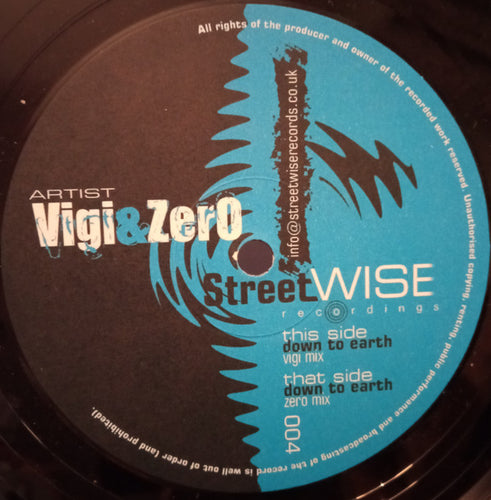 All rights of the producer and owner of the recorded work reserved. Unauthorised copying, renting, public performance and broadcasting of the record is well out of order (and prohibited).
info@streetwiserecords.co.uk
ARTIST
Vigi&Zer0
StreetWISE
recordings
this side
down to earth
vigi mix
that side
down to earth
zero mix
004